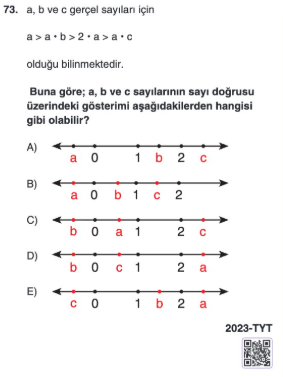 73. a, b ve c gerçel sayıları için
a > a • b > 2 • a > a • c
olduğu bilinmektedir.
Buna göre; a, b ve c sayılarının sayı doğrusu
üzerindeki gösterimi aşağıdakilerden hangisi
gibi olabilir?
A)
a 0 1 b 2 c
B)
a 0 b 1 c 2
C)
b 0 a 1 2 c
D)
b 0 c 1 2 a
E)
c 0 1 b 2 a
2023-TYT